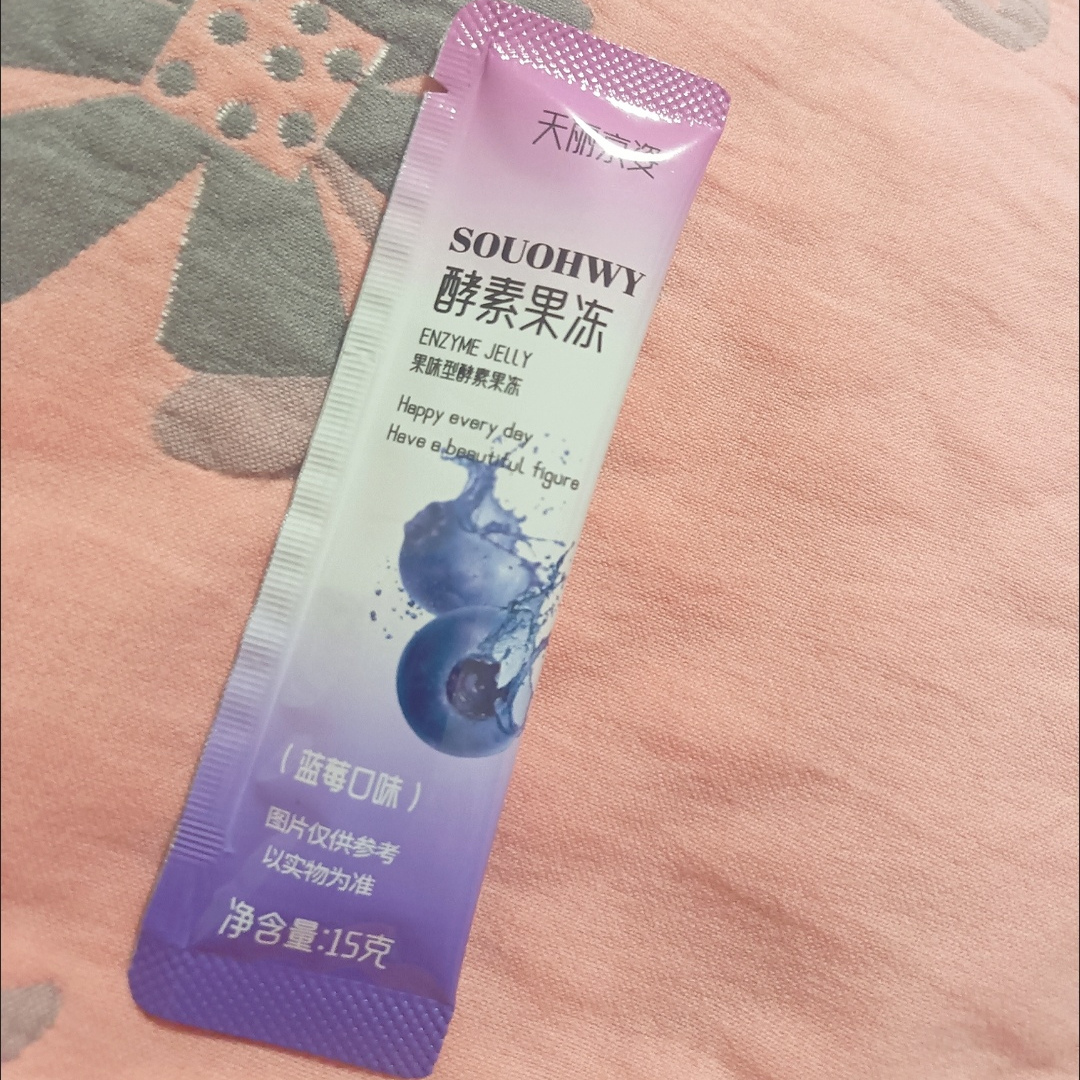 天丽京姿
SOUOHWY
酵素果冻
ENZYME JELLY
果味型酵素果冻
Happy every day
Have a beautiful figure
(蓝莓口味)
图片仅供参考
以实物为准
净含量:15克